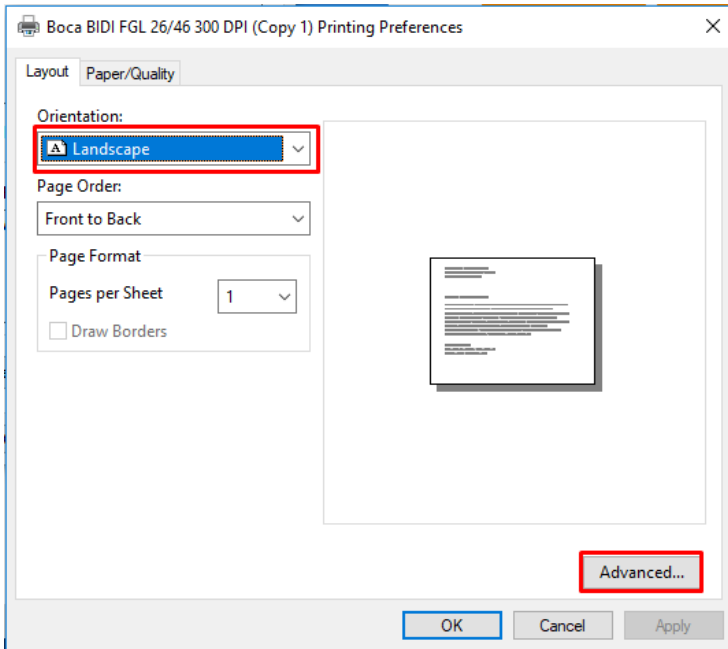 Boca BIDI FGL 26/46 300 DPI (Copy 1) Printing Preferences
Layout
Paper/Quality
Orientation:
A Landscape
Page Order:
Front to Back
Page Format
Pages per Sheet
1
Draw Borders
Advanced...
OK
Cancel
Apply